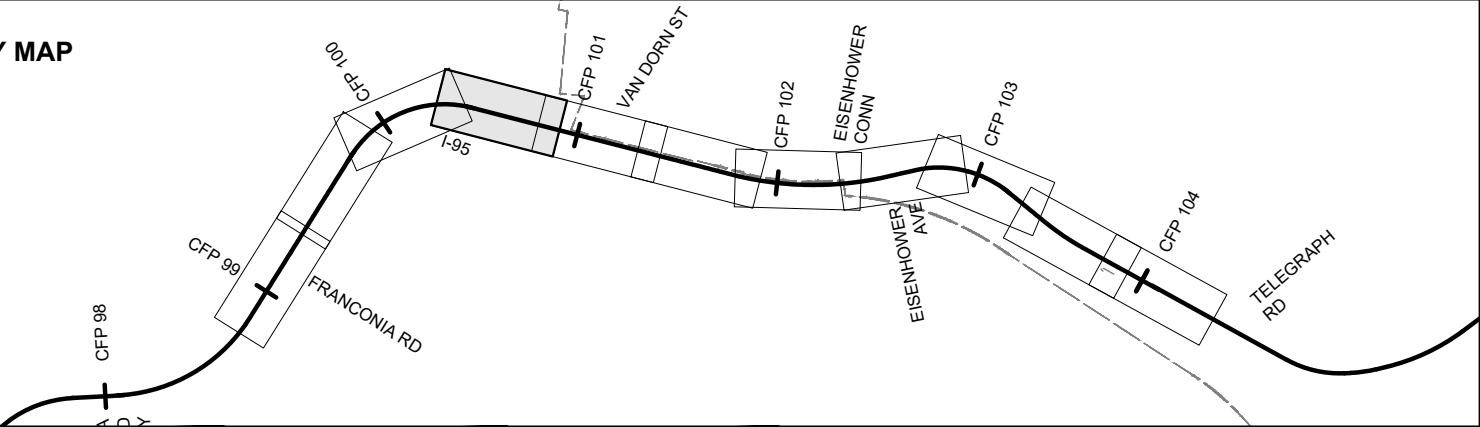 Y MAP
CFP 98
CFP 99
FRANCONIA RD
CFP 100
I-95
CFP 101
VAN DORN ST
CFP 102
EISENHOWER
CONN
EISENHOWER
AVE
CFP 103
CFP 104
TELEGRAPH
RD